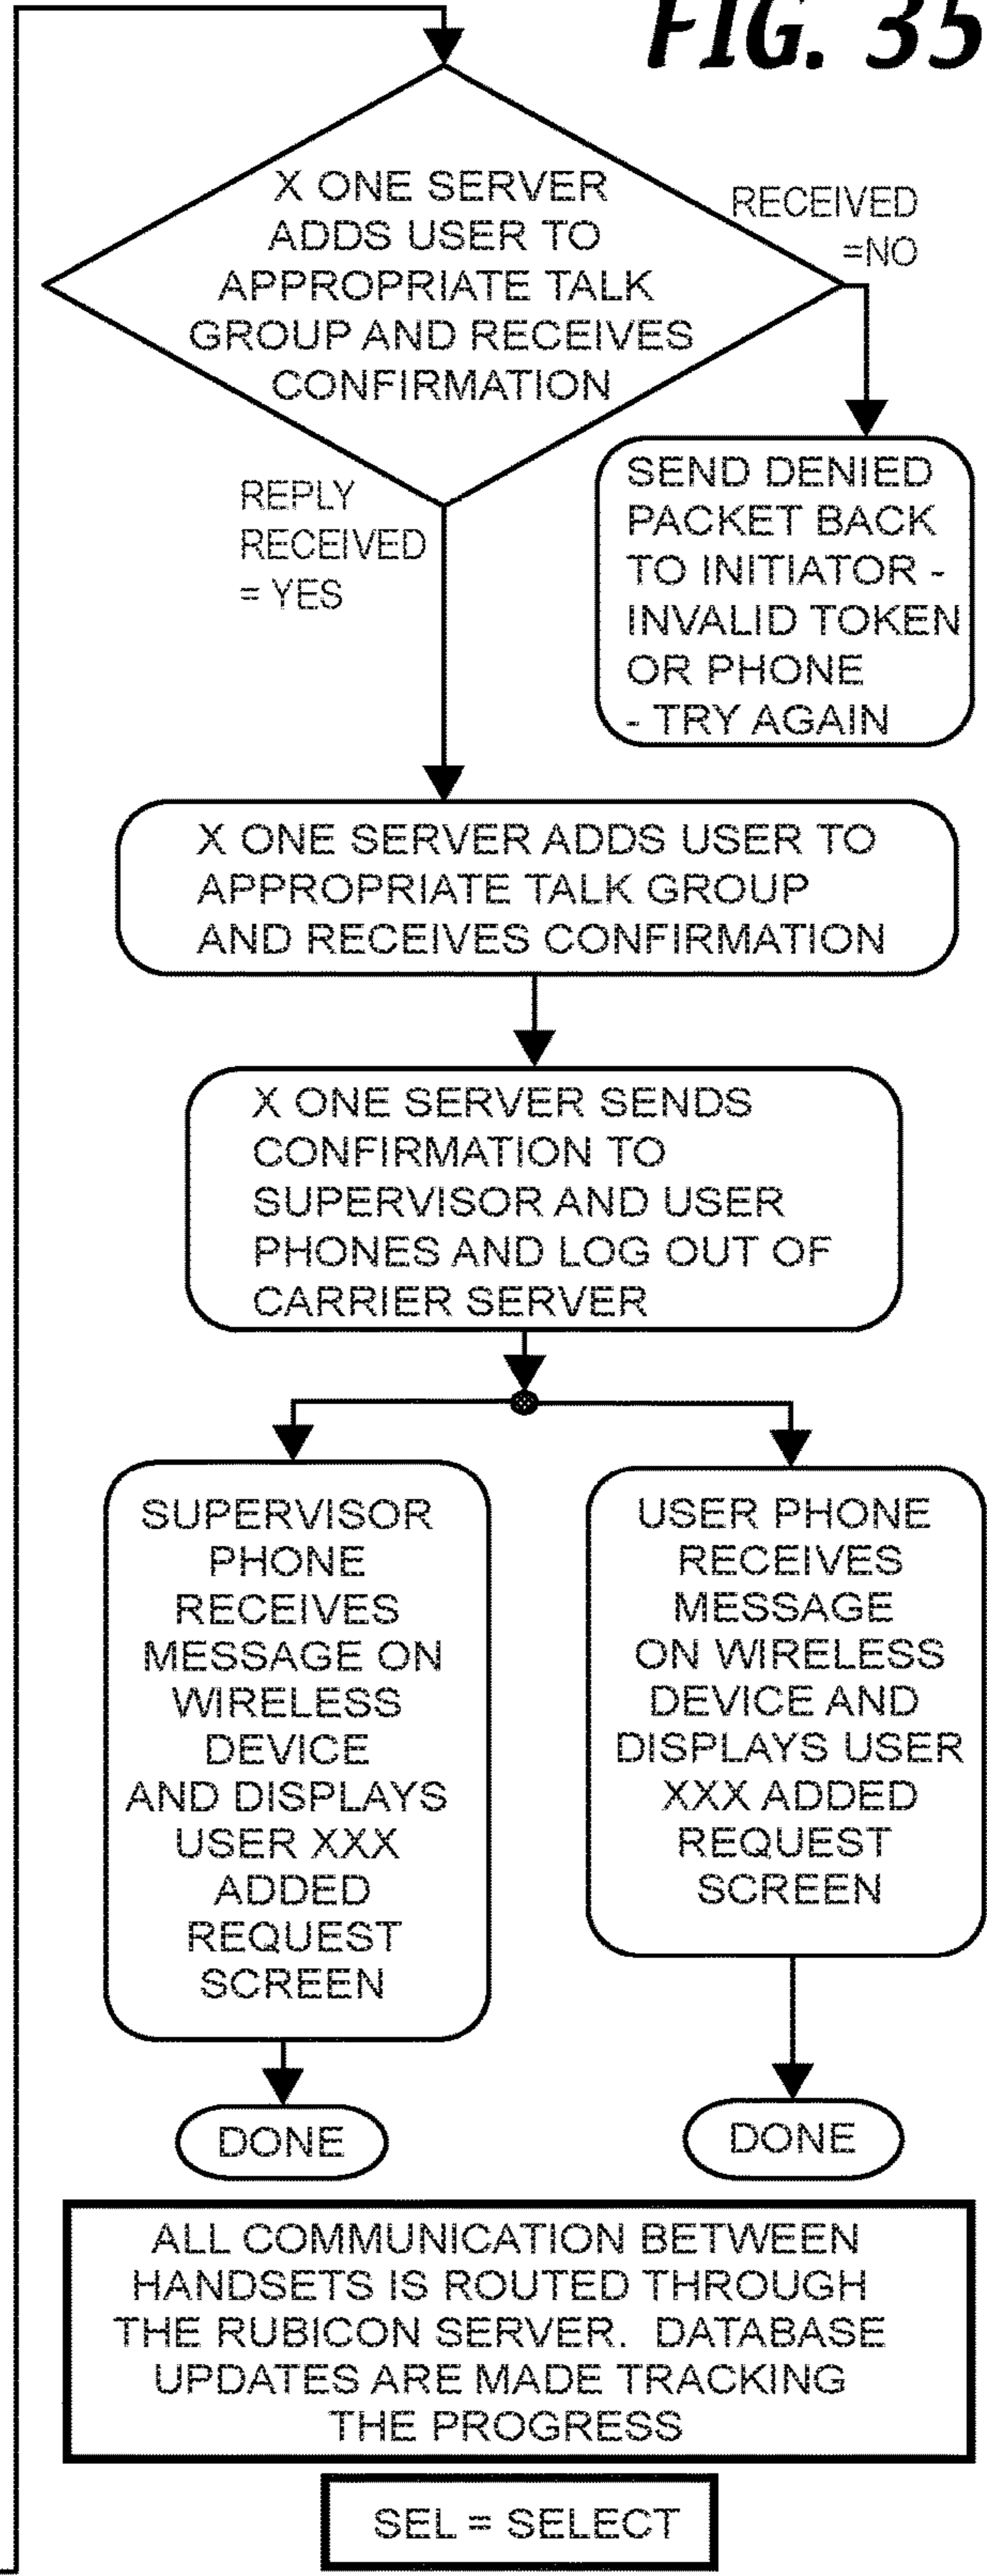 FIG. 35
X ONE SERVER
ADDS USER TO
APPROPRIATE TALK
GROUP AND RECEIVES
CONFIRMATION
RECEIVED
=NO
SEND DENIED
PACKET BACK
TO INITIATOR -
INVALID TOKEN
OR PHONE
- TRY AGAIN
REPLY
RECEIVED
= YES
X ONE SERVER ADDS USER TO
APPROPRIATE TALK GROUP
AND RECEIVES CONFIRMATION
X ONE SERVER SENDS
CONFIRMATION TO
SUPERVISOR AND USER
PHONES AND LOG OUT OF
CARRIER SERVER
SUPERVISOR
PHONE
RECEIVES
MESSAGE ON
WIRELESS
DEVICE
AND DISPLAYS
USER XXX
ADDED
REQUEST
SCREEN
USER PHONE
RECEIVES
MESSAGE
ON WIRELESS
DEVICE AND
DISPLAYS USER
XXX ADDED
REQUEST
SCREEN
DONE
DONE
ALL COMMUNICATION BETWEEN
HANDSETS IS ROUTED THROUGH
THE RUBICON SERVER. DATABASE
UPDATES ARE MADE TRACKING
THE PROGRESS
SEL = SELECT